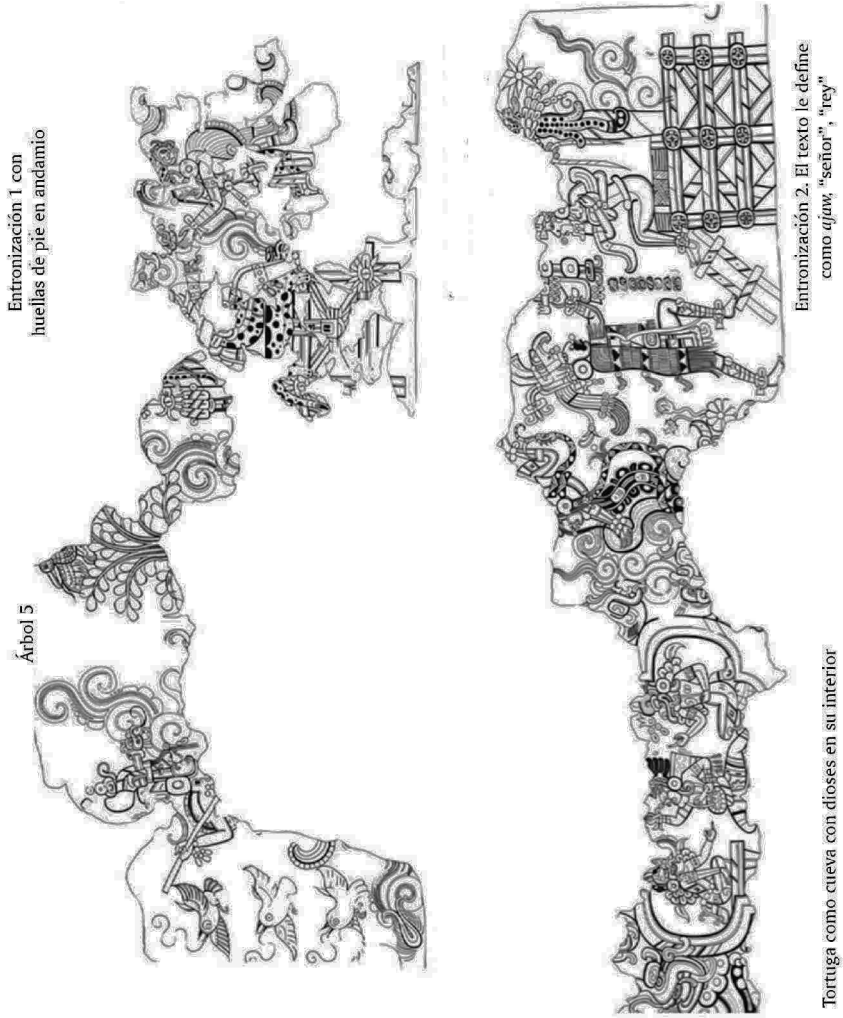 Árbol 5
Entronización 1 con
huellas de pie en andamio
Tortuga como cueva con dioses en su interior
Entronización 2. El texto le define
como ajaw, “señor”, “rey”